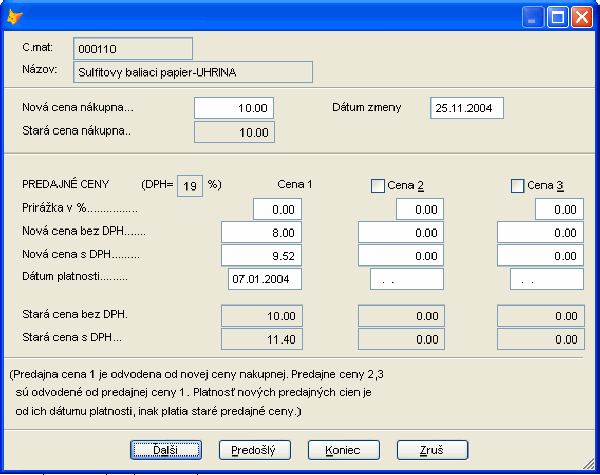 C.mat: 000110
Názov: Sulfitovy baliaci papier-UHRINA
Nová cena nákupna... 10.00 Dátum zmeny 25.11.2004
Stará cena nákupna.. 10.00
PREDAJNÉ CENY (DPH= 19 %) Cena 1 Cena 2 Cena 3
Prirážka v %................ 0.00 0.00 0.00
Nová cena bez DPH....... 8.00 0.00 0.00
Nová cena s DPH......... 9.52 0.00 0.00
Dátum platnosti......... 07.01.2004 . . . .
Stará cena bez DPH. 10.00 0.00 0.00
Stará cena s DPH... 11.40 0.00 0.00
(Predajna cena 1 je odvodena od novej ceny nakupnej. Predajne ceny 2,3
sú odvodené od predajnej ceny 1. Platnosť nových predajných cien je
od ich dátumu platnosti, inak platia staré predajné ceny.)
Ďalší Predošlý Koniec Zruš